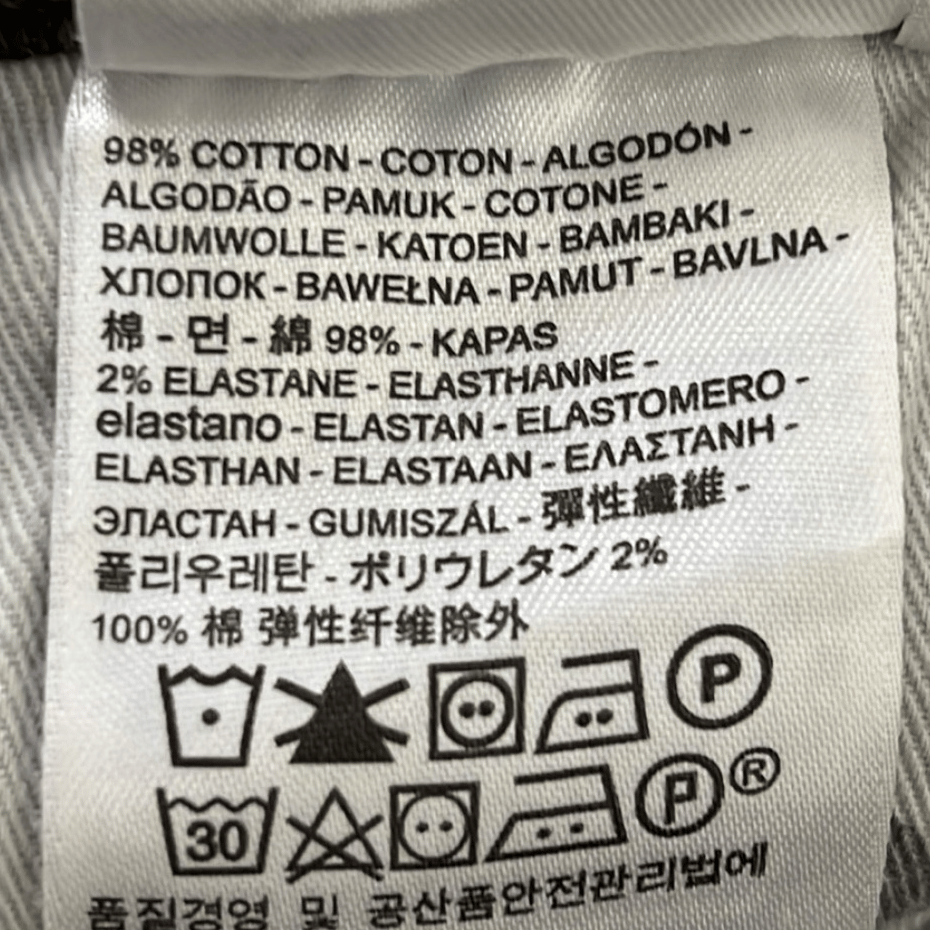 98% COTTON - COTON - ALGODÓN -
ALGODÃO - PAMUK - COTONE -
BAUMWOLLE - KATOEN - BAMBAKI -
ХЛОПОК - BAWEŁNA - PAMUT - BAVLNA -
棉 - 면 - 綿 98% - KAPAS
2% ELASTANE - ELASTHANNE -
elastano - ELASTAN - ELASTOMERO -
ELASTHAN - ELASTAAN - ΕΛΑΣΤΑΝΗ -
ЭЛАСТАН - GUMISZÁL - 彈性纖維 -
폴리우레탄 - ポリウレタン 2%
100% 棉 弹性纤维除外
P
30 P ®
품질경영 및 공산품안전관리법에